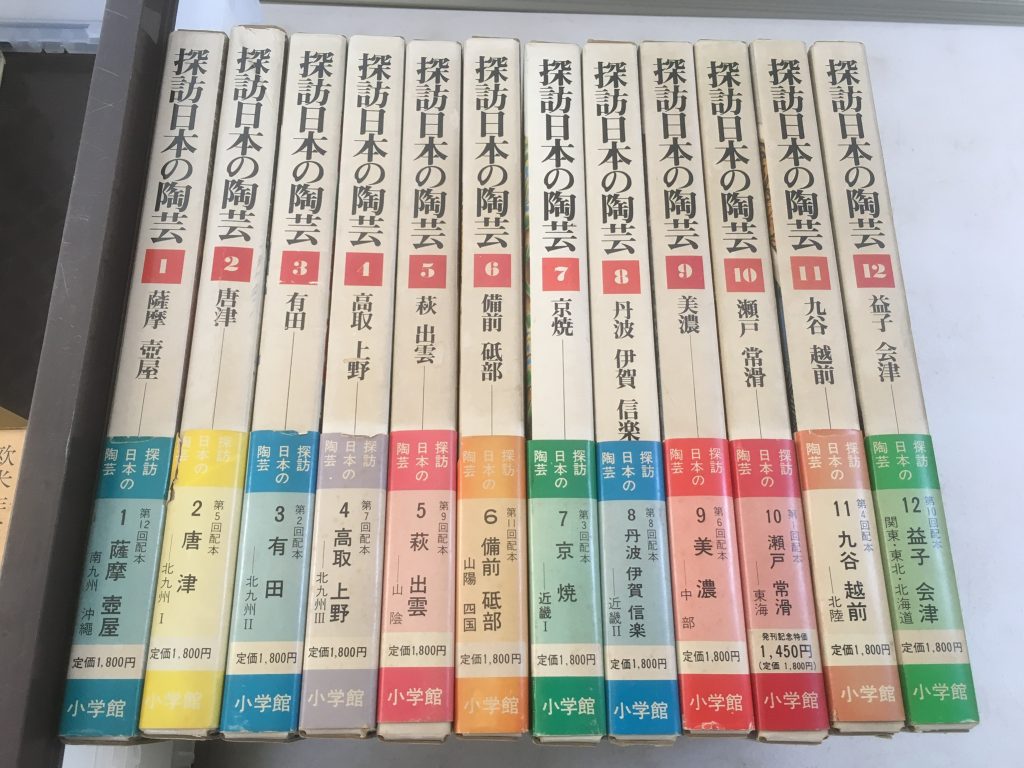 探訪日本の陶芸
1
薩摩 壺屋
探訪
日本の
陶芸
第12回配本
1 薩摩 壺屋
南九州 沖縄
定価1,800円
小学館
探訪日本の陶芸
2
唐津
探訪
日本の
陶芸
第5回配本
2 唐津
北九州Ⅰ
定価1,800円
小学館
探訪日本の陶芸
3
有田
探訪
日本の
陶芸
第2回配本
3 有田
北九州Ⅱ
定価1,800円
小学館
探訪日本の陶芸
4
高取 上野
探訪
日本の
陶芸
第7回配本
4 高取 上野
北九州Ⅲ
定価1,800円
小学館
探訪日本の陶芸
5
萩 出雲
探訪
日本の
陶芸
第9回配本
5 萩 出雲
山陰
定価1,800円
小学館
探訪日本の陶芸
6
備前 砥部
探訪
日本の
陶芸
第11回配本
6 備前 砥部
山陽 四国
定価1,800円
小学館
探訪日本の陶芸
7
京焼
探訪
日本の
陶芸
第3回配本
7 京焼
近畿Ⅰ
定価1,800円
小学館
探訪日本の陶芸
8
丹波 伊賀 信楽
探訪
日本の
陶芸
第8回配本
8 丹波 伊賀 信楽
近畿Ⅱ
定価1,800円
小学館
探訪日本の陶芸
9
美濃
探訪
日本の
陶芸
第6回配本
9 美濃
中部
定価1,800円
小学館
探訪日本の陶芸
10
瀬戸 常滑
探訪
日本の
陶芸
第1回配本
10 瀬戸 常滑
東海
発刊記念特価
1,450円
(定価 1,800円)
小学館
探訪日本の陶芸
11
九谷 越前
探訪
日本の
陶芸
第4回配本
11 九谷 越前
北陸
定価1,800円
小学館
探訪日本の陶芸
12
益子 会津
探訪
日本の
陶芸
第10回配本
12 益子 会津
関東・東北・北海道
定価1,800円
小学館